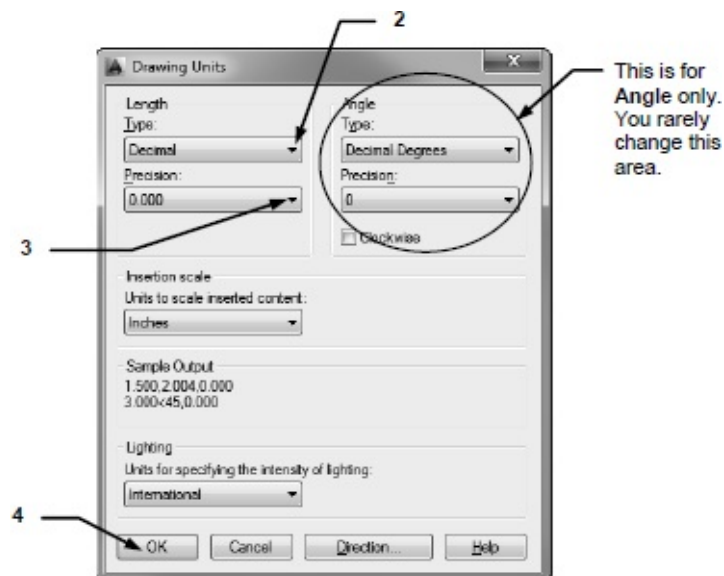 2
Drawing Units
This is for
Angle only.
You rarely
change this
area.
Length
Type:
Decimal
Precision:
0.000
3
Angle
Type:
Decimal Degrees
Precision:
0
Clockwise
Insertion scale
Units to scale inserted content:
Inches
Sample Output
1.500,2.004,0.000
3.000<45,0.000
Lighting
Units for specifying the intensity of lighting:
International
4
OK Cancel Direction... Help